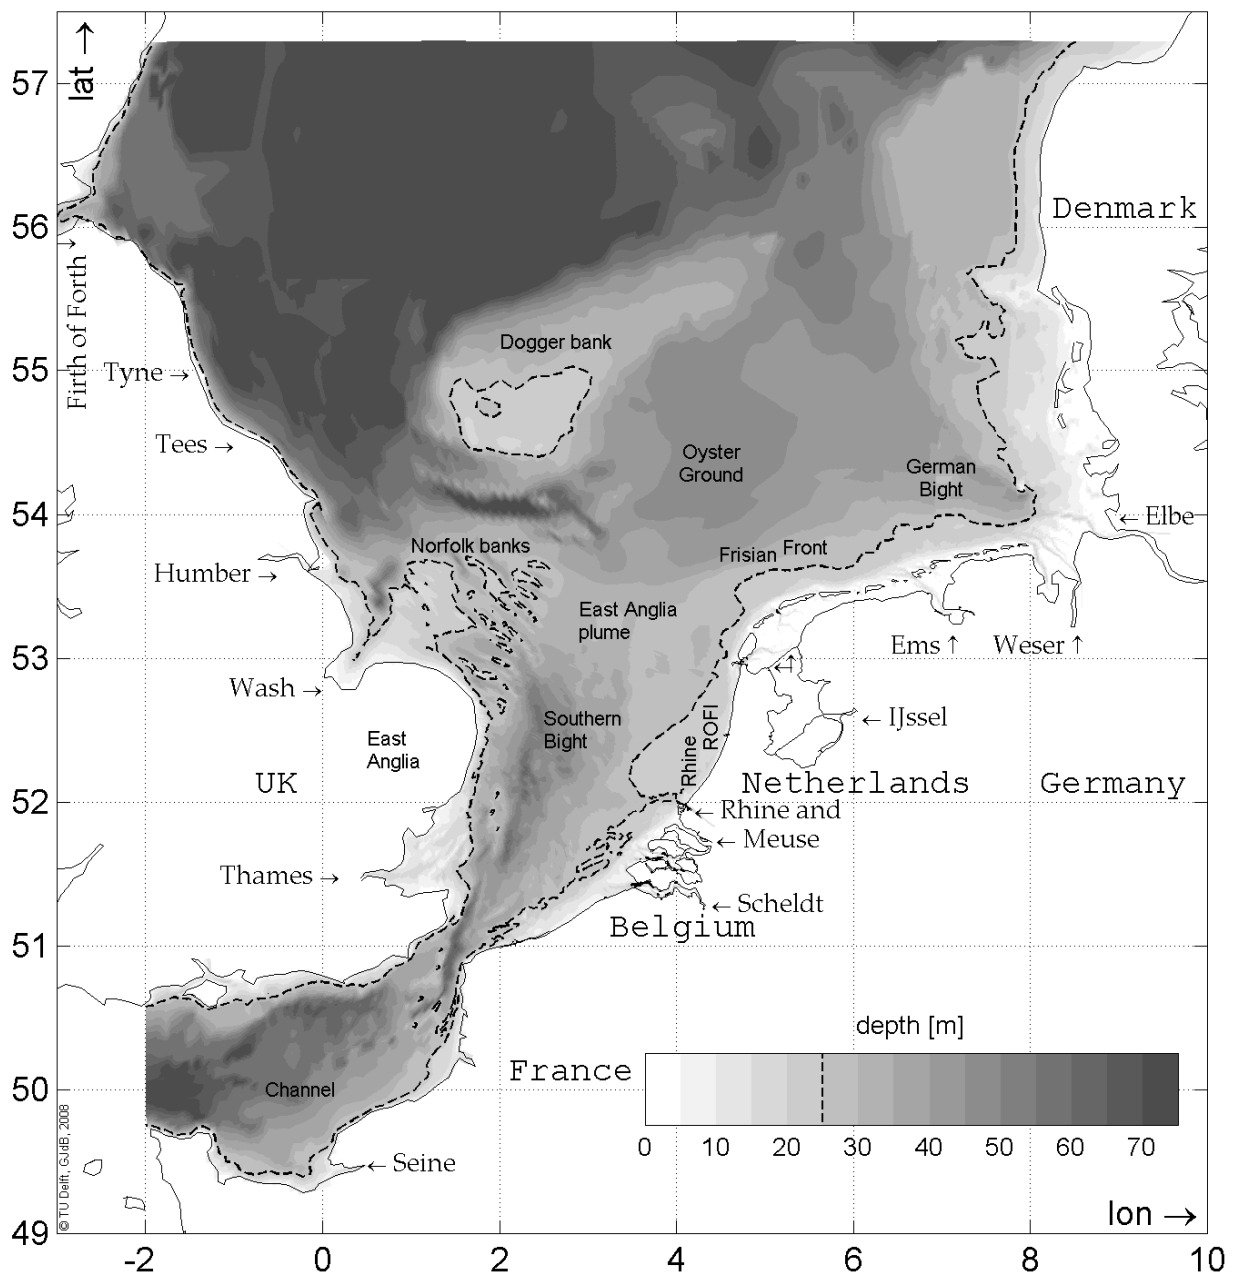 57
lat →
56
Denmark
Firth of Forth →
Dogger bank
55
Tyne →
Tees →
Oyster
Ground
German
Bight
54
← Elbe
Norfolk banks
Frisian Front
Humber →
East Anglia
plume
Ems ↑
Weser ↑
53
Wash →
Southern
Bight
Rhine
ROFI
← IJssel
East
Anglia
UK
Netherlands
Germany
52
← Rhine and
← Meuse
Thames →
← Scheldt
Belgium
51
depth [m]
France
50
Channel
0
10
20
30
40
50
60
70
← Seine
© TU Delft, GJdB, 2008
lon →
49
-2
0
2
4
6
8
10